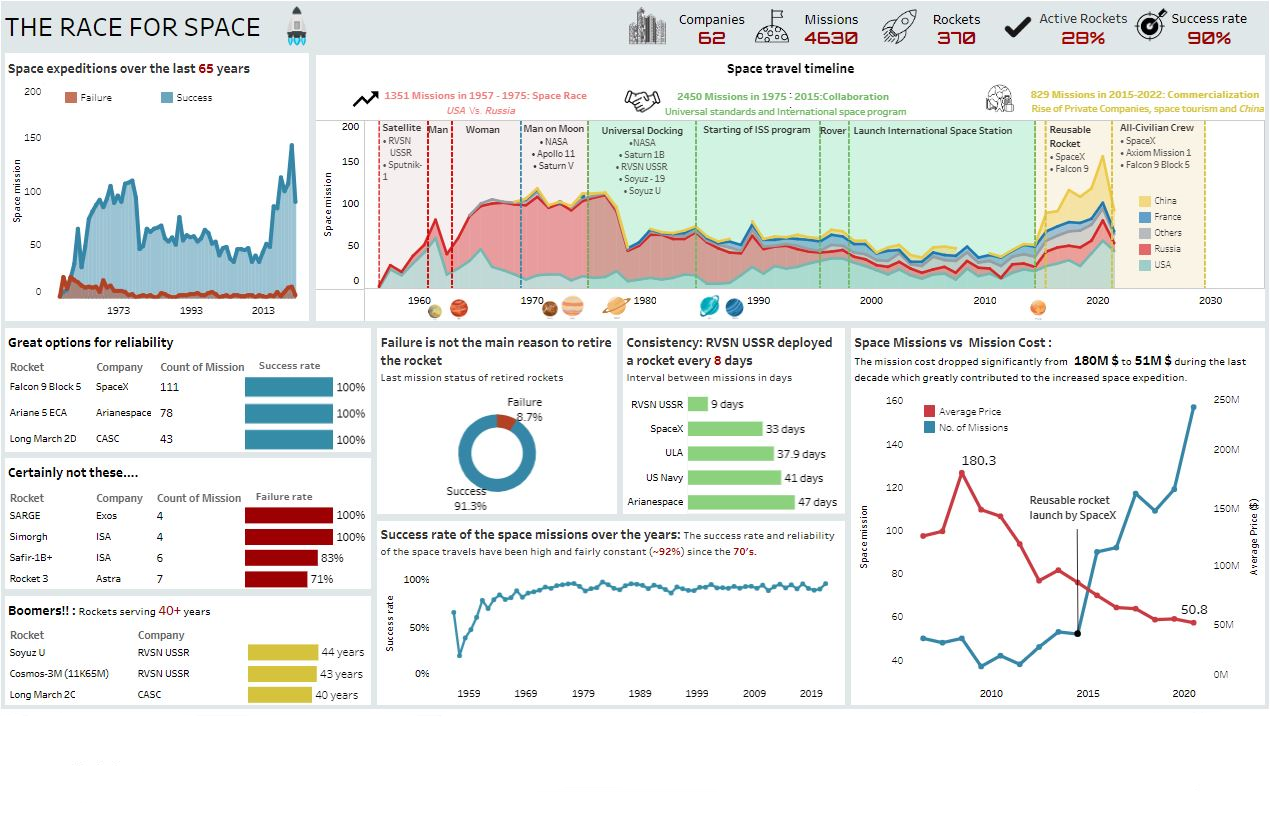 THE RACE FOR SPACE
Companies
62
Missions
4630
Rockets
370
Active Rockets
28%
Success rate
90%
Space expeditions over the last 65 years
Failure
Success
200
150
100
50
0
Space mission
1973
1993
2013
Space travel timeline
1351 Missions in 1957 - 1975: Space Race
USA Vs. Russia
2450 Missions in 1975 : 2015:Collaboration
Universal standards and International space program
829 Missions in 2015-2022: Commercialization
Rise of Private Companies, space tourism and China
200
150
100
50
0
Space mission
Satellite
• RVSN
USSR
• Sputnik-
1
Man
Woman
Man on Moon
• NASA
• Apollo 11
• Saturn V
Universal Docking
•NASA
• Saturn 1B
• RVSN USSR
• Soyuz - 19
• Soyuz U
Starting of ISS program
Rover
Launch International Space Station
Reusable
Rocket
• SpaceX
• Falcon 9
All-Civilian Crew
• SpaceX
• Axiom Mission 1
• Falcon 9 Block 5
China
France
Others
Russia
USA
1960
1970
1980
1990
2000
2010
2020
2030
Great options for reliability
Rocket Company Count of Mission Success rate
Falcon 9 Block 5 SpaceX 111 100%
Ariane 5 ECA Arianespace 78 100%
Long March 2D CASC 43 100%
Certainly not these....
Rocket Company Count of Mission Failure rate
SARGE Exos 4 100%
Simorgh ISA 4 100%
Safir-1B+ ISA 6 83%
Rocket 3 Astra 7 71%
Boomers!! : Rockets serving 40+ years
Rocket Company
Soyuz U RVSN USSR 44 years
Cosmos-3M (11K65M) RVSN USSR 43 years
Long March 2C CASC 40 years
Failure is not the main reason to retire
the rocket
Last mission status of retired rockets
Failure
8.7%
Success
91.3%
Consistency: RVSN USSR deployed
a rocket every 8 days
Interval between missions in days
RVSN USSR 9 days
SpaceX 33 days
ULA 37.9 days
US Navy 41 days
Arianespace 47 days
Success rate of the space missions over the years: The success rate and reliability
of the space travels have been high and fairly constant (~92%) since the 70's.
100%
50%
0%
Success rate
1959
1969
1979
1989
1999
2009
2019
Space Missions vs Mission Cost :
The mission cost dropped significantly from 180M $ to 51M $ during the last
decade which greatly contributed to the increased space expedition.
Average Price
No. of Missions
160
140
120
100
80
60
40
Space mission
180.3
Reusable rocket
launch by SpaceX
50.8
250M
200M
150M
100M
50M
0M
Average Price ($)
2010
2015
2020